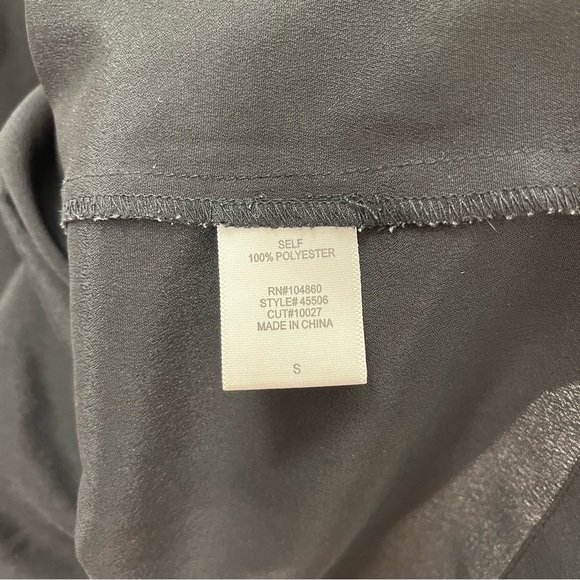 SELF
100% POLYESTER
RN#104860
STYLE# 45506
CUT#10027
MADE IN CHINA
S